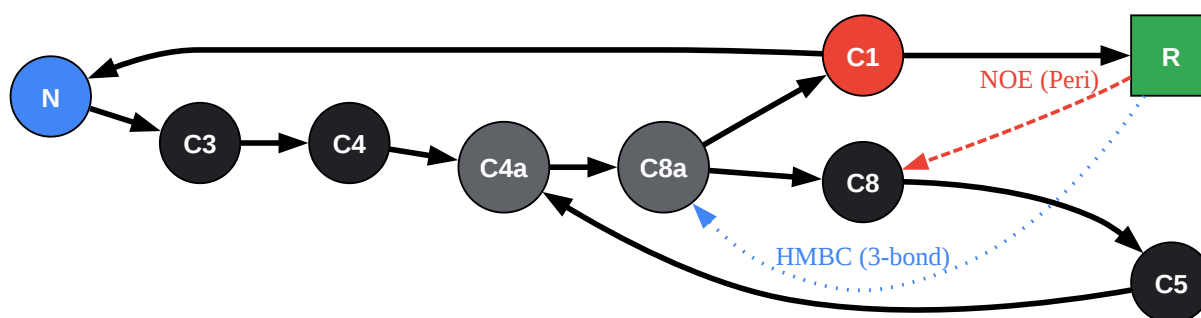 C1
R
NOE (Peri)
N
C3
C4
C4a
C8a
C8
HMBC (3-bond)
C5